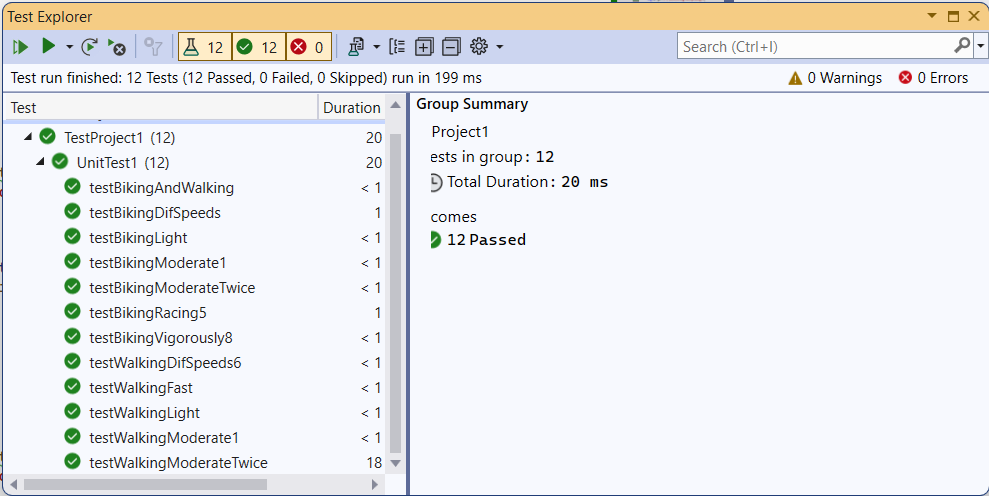 Test Explorer
12 12 0 Search (Ctrl+I)
Test run finished: 12 Tests (12 Passed, 0 Failed, 0 Skipped) run in 199 ms 0 Warnings 0 Errors
Test Duration
TestProject1 (12) 20
UnitTest1 (12) 20
testBikingAndWalking < 1
testBikingDifSpeeds 1
testBikingLight < 1
testBikingModerate1 < 1
testBikingModerateTwice < 1
testBikingRacing5 1
testBikingVigorously8 < 1
testWalkingDifSpeeds6 < 1
testWalkingFast < 1
testWalkingLight < 1
testWalkingModerate1 < 1
testWalkingModerateTwice 18
Group Summary
Project1
ests in group: 12
Total Duration: 20 ms
comes
12 Passed